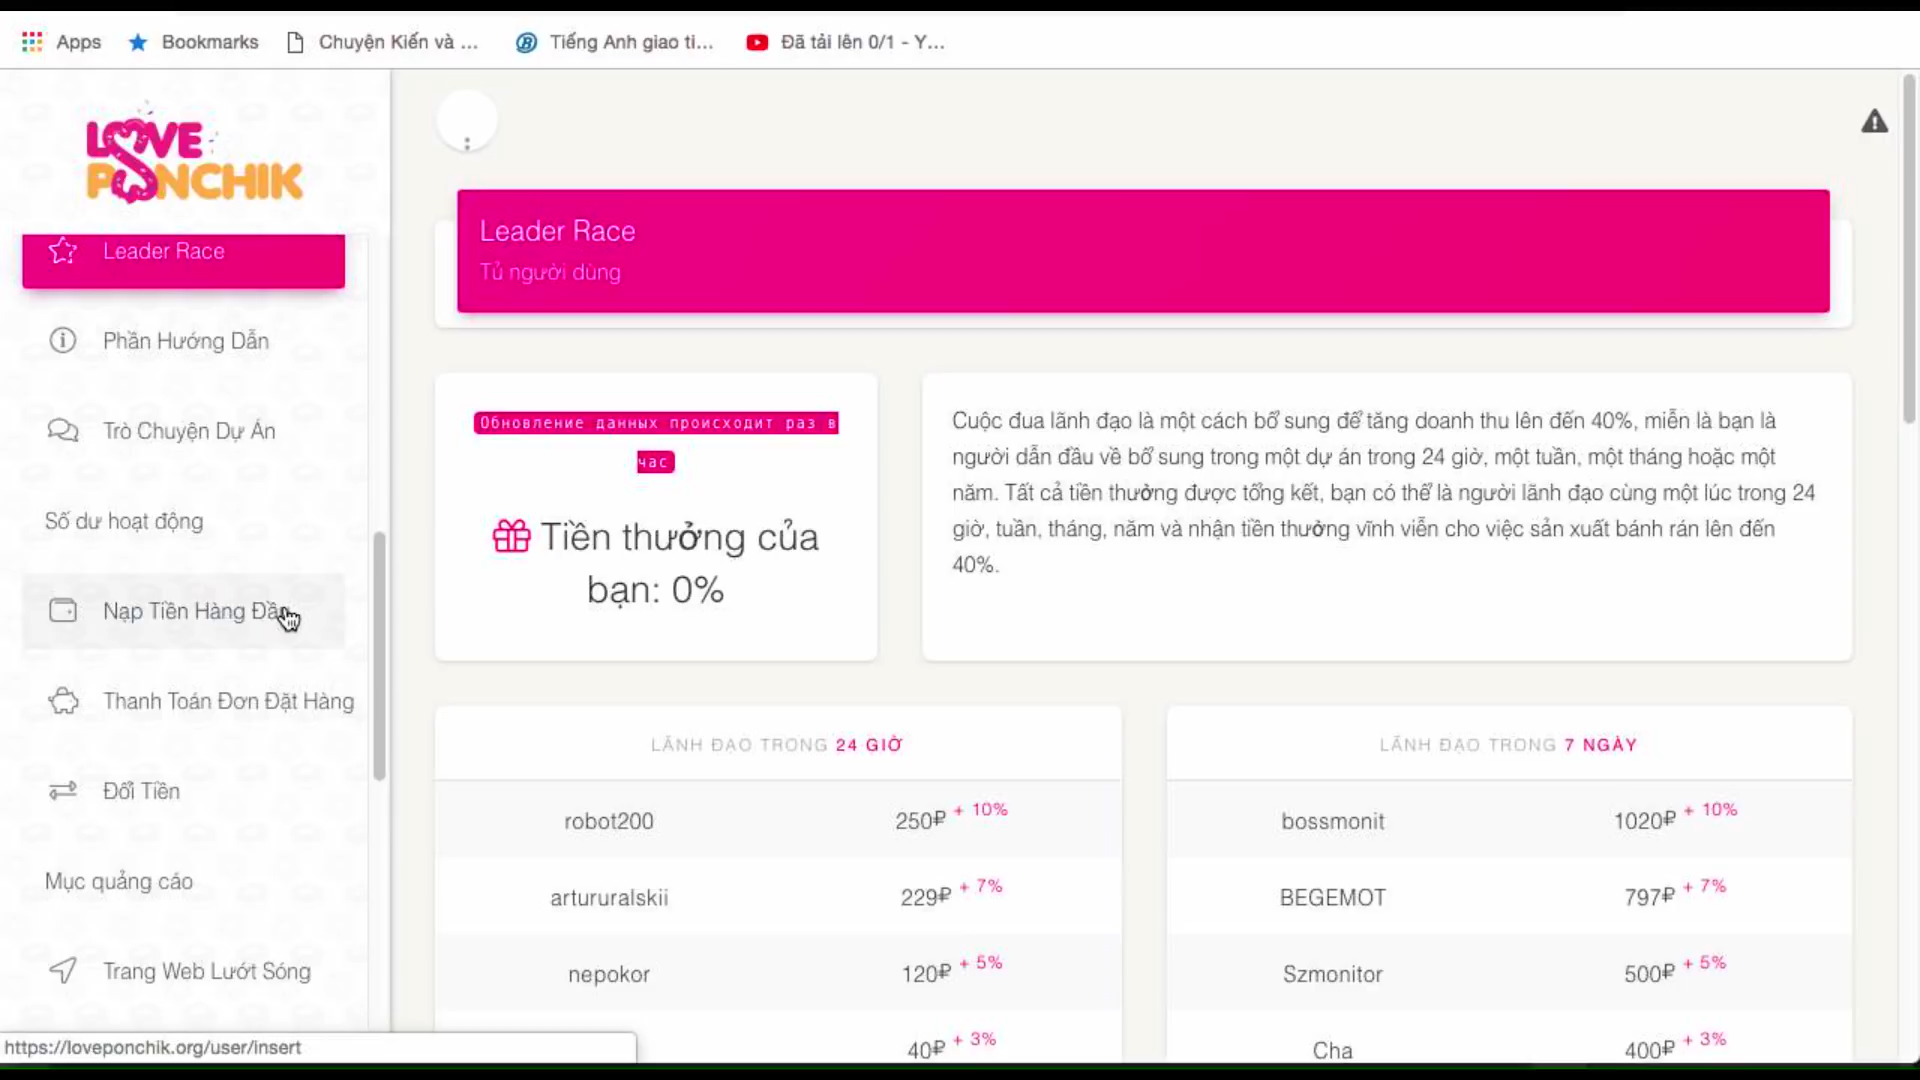 Apps
Bookmarks
Chuyện Kiến và ...
Tiếng Anh giao ti...
Đã tải lên 0/1 - Y...
LOVE
PONCHIK
Leader Race
Phần Hướng Dẫn
Trò Chuyện Dự Án
Số dư hoạt động
Nạp Tiền Hàng Đầu
Thanh Toán Đơn Đặt Hàng
Đổi Tiền
Mục quảng cáo
Trang Web Lướt Sóng
https://loveponchik.org/user/insert
Leader Race
Tủ người dùng
Обновление данных происходит раз в
час
Tiền thưởng của
bạn: 0%
Cuộc đua lãnh đạo là một cách bổ sung để tăng doanh thu lên đến 40%, miễn là bạn là
người dẫn đầu về bổ sung trong một dự án trong 24 giờ, một tuần, một tháng hoặc một
năm. Tất cả tiền thưởng được tổng kết, bạn có thể là người lãnh đạo cùng một lúc trong 24
giờ, tuần, tháng, năm và nhận tiền thưởng vĩnh viễn cho việc sản xuất bánh rán lên đến
40%.
LÃNH ĐẠO TRONG 24 GIỜ
robot200 250₽ + 10%
artururalskii 229₽ + 7%
nepokor 120₽ + 5%
40₽ + 3%
LÃNH ĐẠO TRONG 7 NGÀY
bossmonit 1020₽ + 10%
BEGEMOT 797₽ + 7%
Szmonitor 500₽ + 5%
Cha 400₽ + 3%